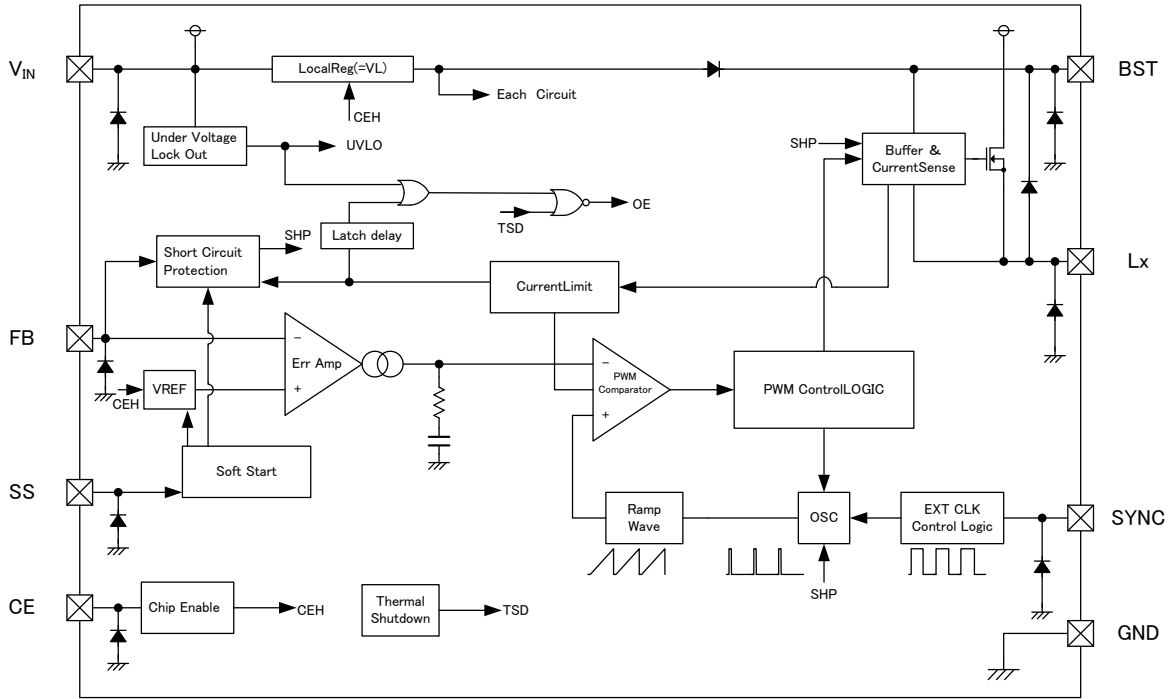 VIN
LocalReg(=VL)
BST
Each Circuit
CEH
Under Voltage
Lock Out
UVLO
SHP
Buffer &
CurrentSense
OE
TSD
Latch delay
SHP
Short Circuit
Protection
Lx
CurrentLimit
FB
−
Err Amp
+
CEH
VREF
−
PWM
Comparator
+
PWM ControlLOGIC
Soft Start
SS
Ramp
Wave
OSC
EXT CLK
Control Logic
SYNC
SHP
CE
Chip Enable
CEH
Thermal
Shutdown
TSD
GND